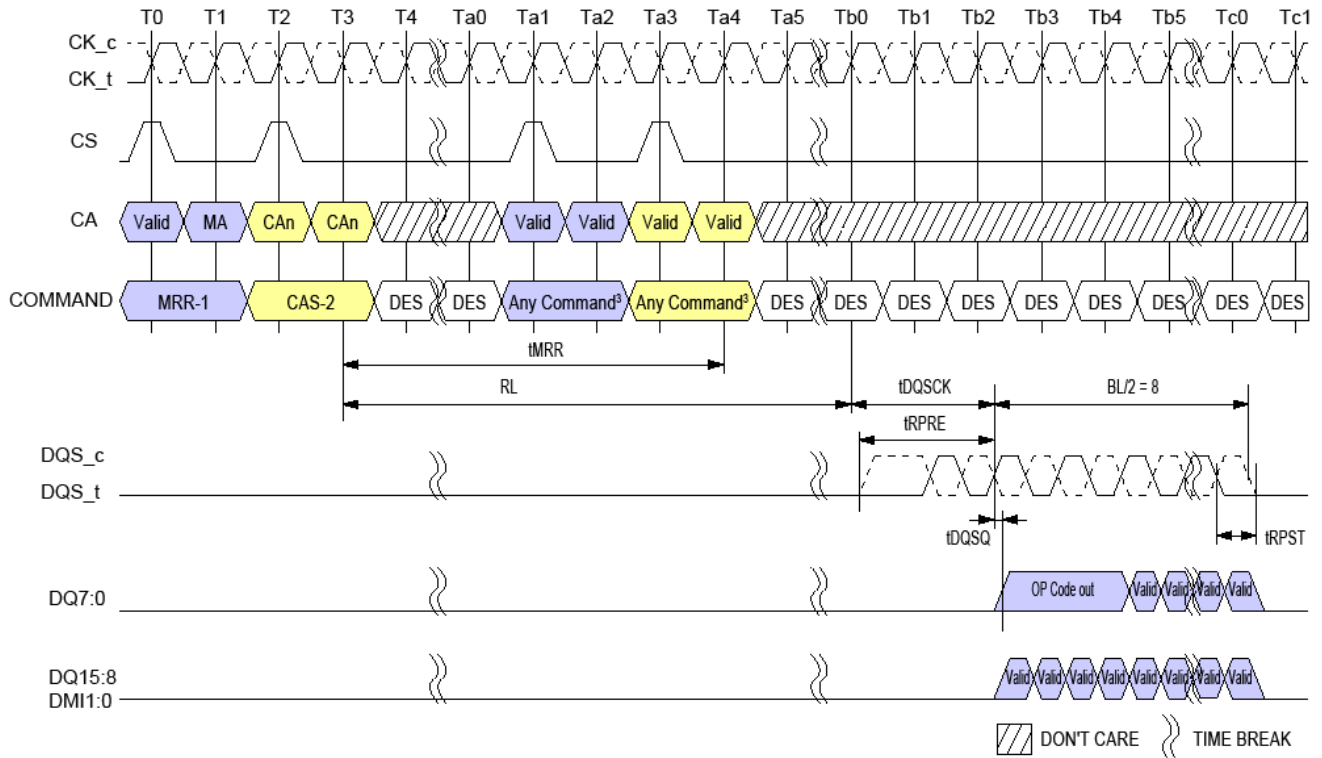 T0 T1 T2 T3 T4 Ta0 Ta1 Ta2 Ta3 Ta4 Ta5 Tb0 Tb1 Tb2 Tb3 Tb4 Tb5 Tc0 Tc1
CK_c
CK_t
CS
CA Valid MA CAn CAn Valid Valid Valid Valid
COMMAND MRR-1 CAS-2 DES DES Any Command³ Any Command³ DES DES DES DES DES DES DES DES DES
tMRR
RL tDQSCK BL/2 = 8
tRPRE
DQS_c
DQS_t
tDQSQ tRPST
DQ7:0 OP Code out Valid Valid Valid Valid
DQ15:8 Valid Valid Valid Valid Valid Valid Valid Valid
DMI1:0
DON'T CARE TIME BREAK